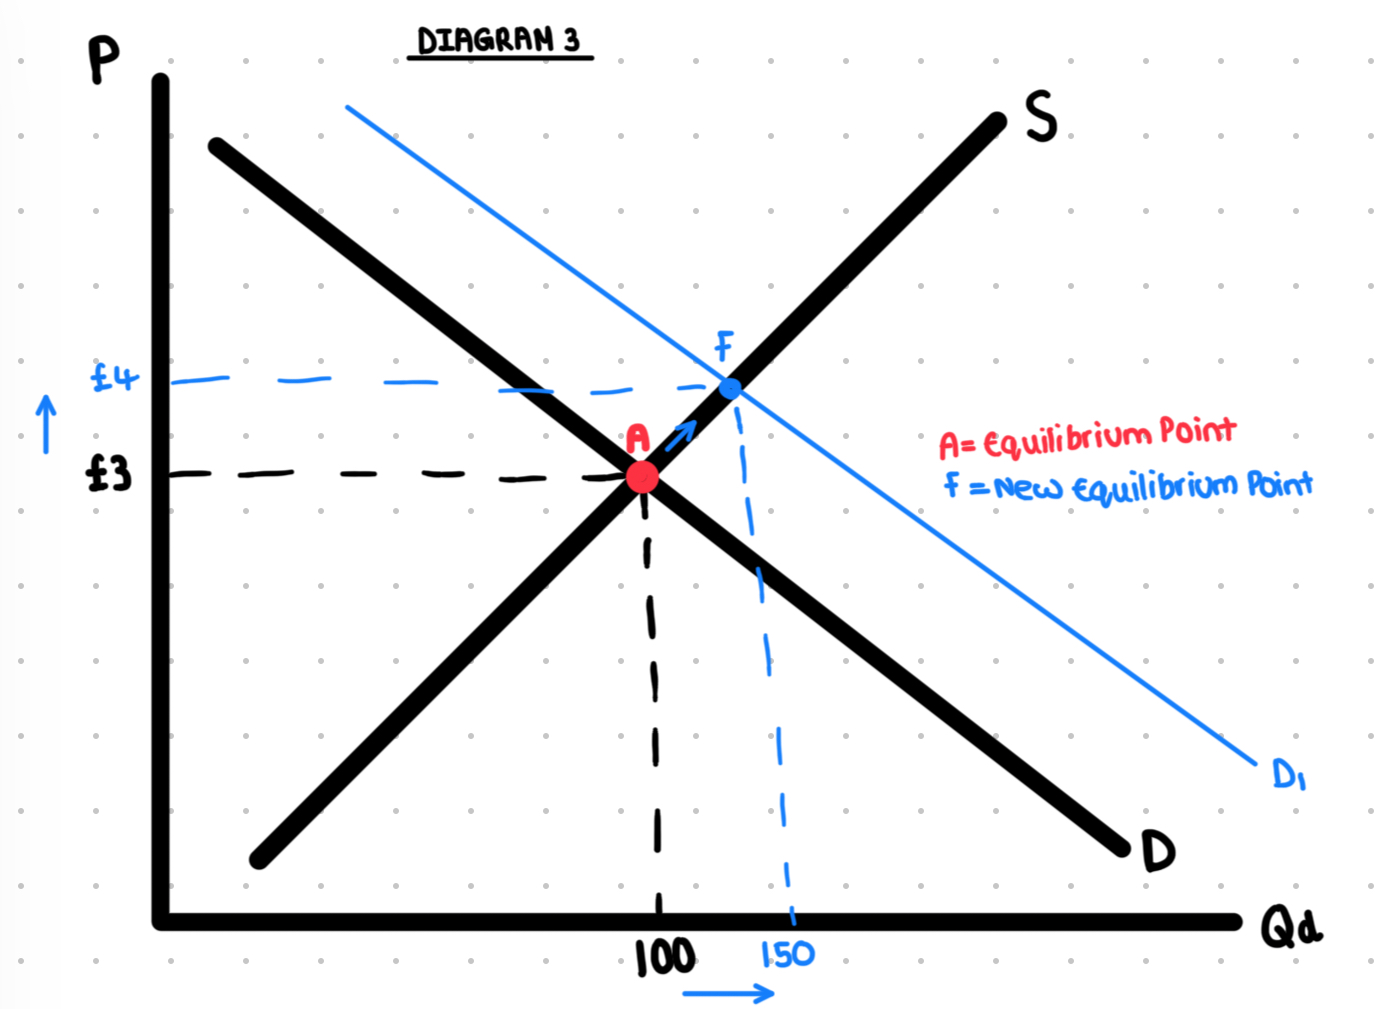 DIAGRAM 3
P
S
F
£4
A
£3
A = Equilibrium Point
F = New Equilibrium Point
D₁
D
Qd
100
150